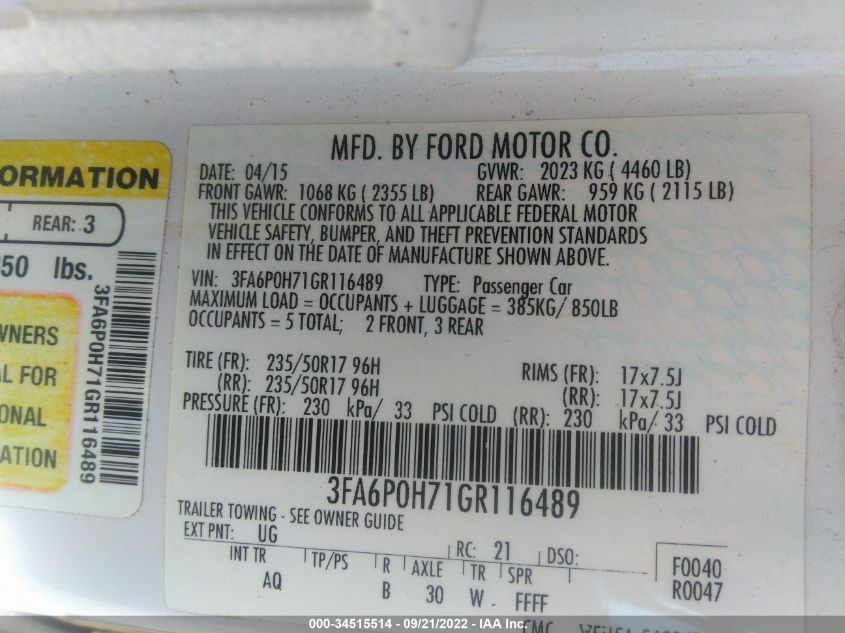 ORMATION
REAR: 3
50 lbs.
WNERS
AL FOR
ONAL
ATION
3FA6P0H71GR116489
MFD. BY FORD MOTOR CO.
DATE: 04/15 GVWR: 2023 KG ( 4460 LB)
FRONT GAWR: 1068 KG ( 2355 LB) REAR GAWR: 959 KG ( 2115 LB)
THIS VEHICLE CONFORMS TO ALL APPLICABLE FEDERAL MOTOR
VEHICLE SAFETY, BUMPER, AND THEFT PREVENTION STANDARDS
IN EFFECT ON THE DATE OF MANUFACTURE SHOWN ABOVE.
VIN: 3FA6P0H71GR116489 TYPE: Passenger Car
MAXIMUM LOAD = OCCUPANTS + LUGGAGE = 385KG/ 850LB
OCCUPANTS = 5 TOTAL; 2 FRONT, 3 REAR
TIRE (FR): 235/50R17 96H RIMS (FR): 17x7.5J
(RR): 235/50R17 96H (RR): 17x7.5J
PRESSURE (FR): 230 kPa/ 33 PSI COLD (RR): 230 kPa/ 33 PSI COLD
3FA6P0H71GR116489
TRAILER TOWING - SEE OWNER GUIDE
EXT PNT: UG RC: 21 DSO: F0040
INT TR TP/PS R AXLE TR SPR R0047
AQ B 30 W FFFF
000-34515514 - 09/21/2022 - IAA Inc.